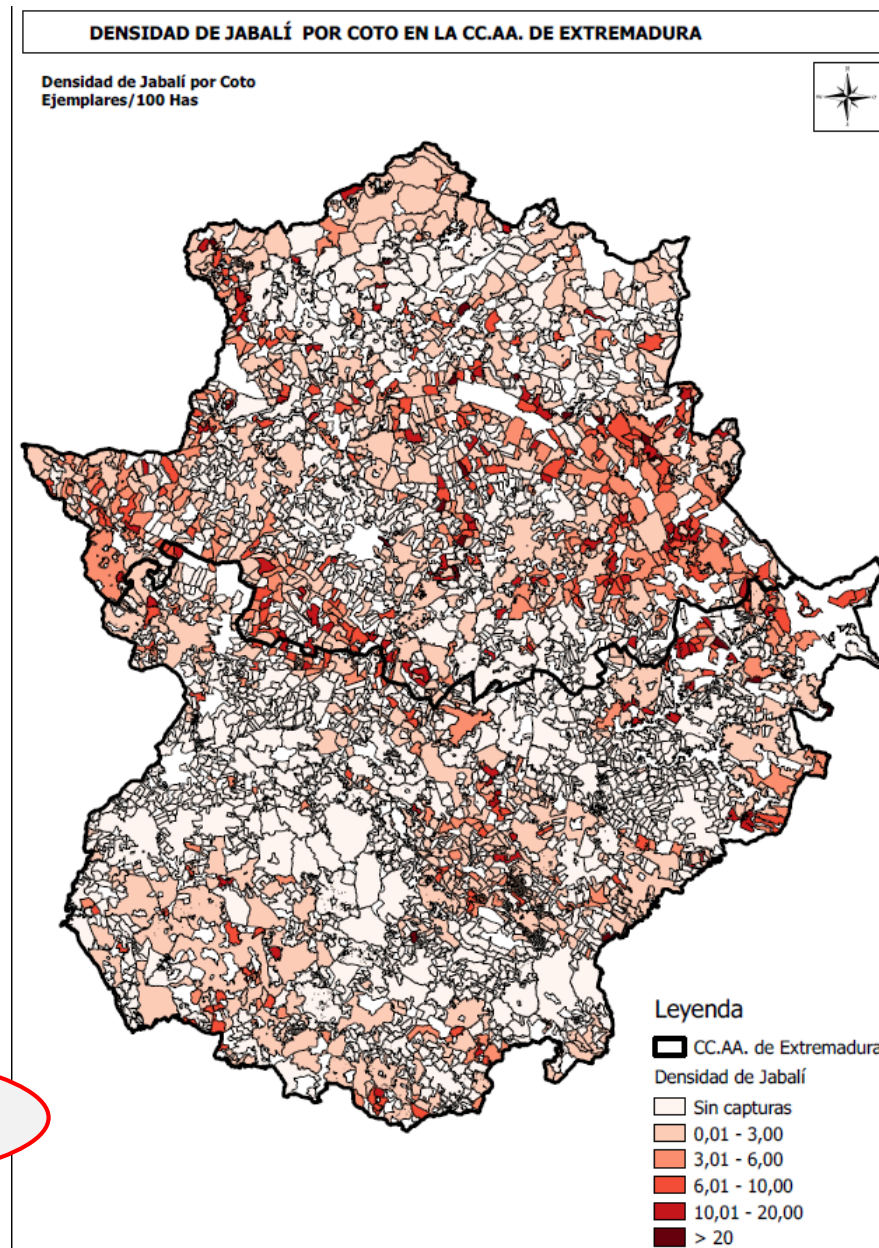 DENSIDAD DE JABALÍ POR COTO EN LA CC.AA. DE EXTREMADURA
Densidad de Jabalí por Coto
Ejemplares/100 Has
Leyenda
CC.AA. de Extremadura
Densidad de Jabalí
Sin capturas
0,01 - 3,00
3,01 - 6,00
6,01 - 10,00
10,01 - 20,00
> 20